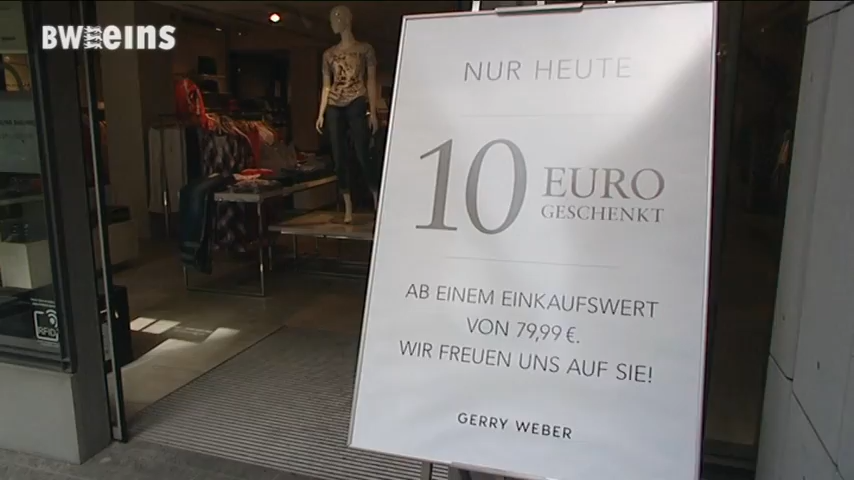 BW eins
NUR HEUTE
10 EURO
GESCHENKT
AB EINEM EINKAUFSWERT
VON 79,99 €.
WIR FREUEN UNS AUF SIE!
GERRY WEBER
RFID